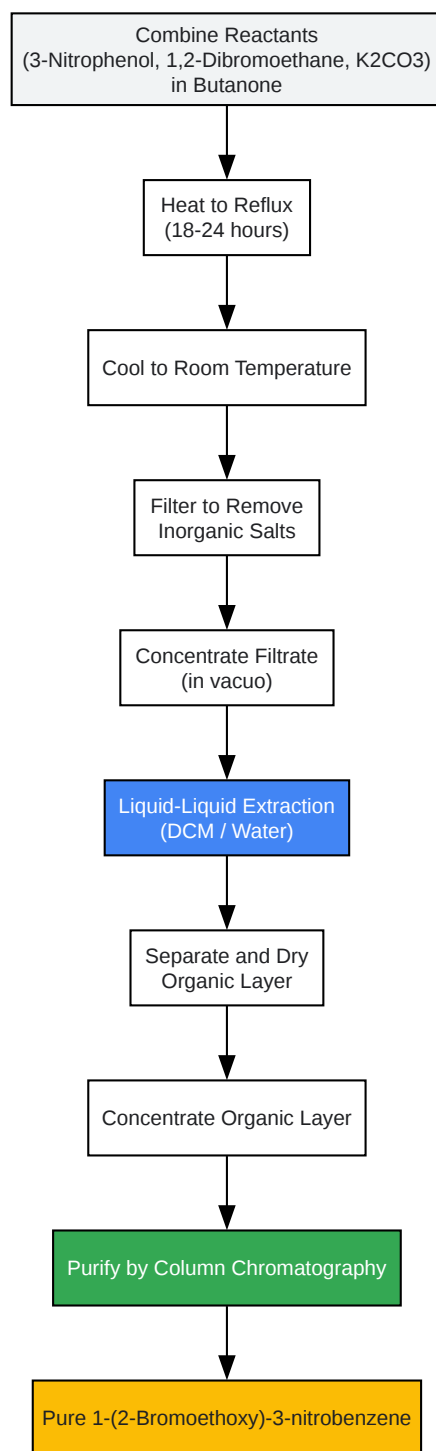 Combine Reactants
(3-Nitrophenol, 1,2-Dibromoethane, K2CO3)
in Butanone
Heat to Reflux
(18-24 hours)
Cool to Room Temperature
Filter to Remove
Inorganic Salts
Concentrate Filtrate
(in vacuo)
Liquid-Liquid Extraction
(DCM / Water)
Separate and Dry
Organic Layer
Concentrate Organic Layer
Purify by Column Chromatography
Pure 1-(2-Bromoethoxy)-3-nitrobenzene